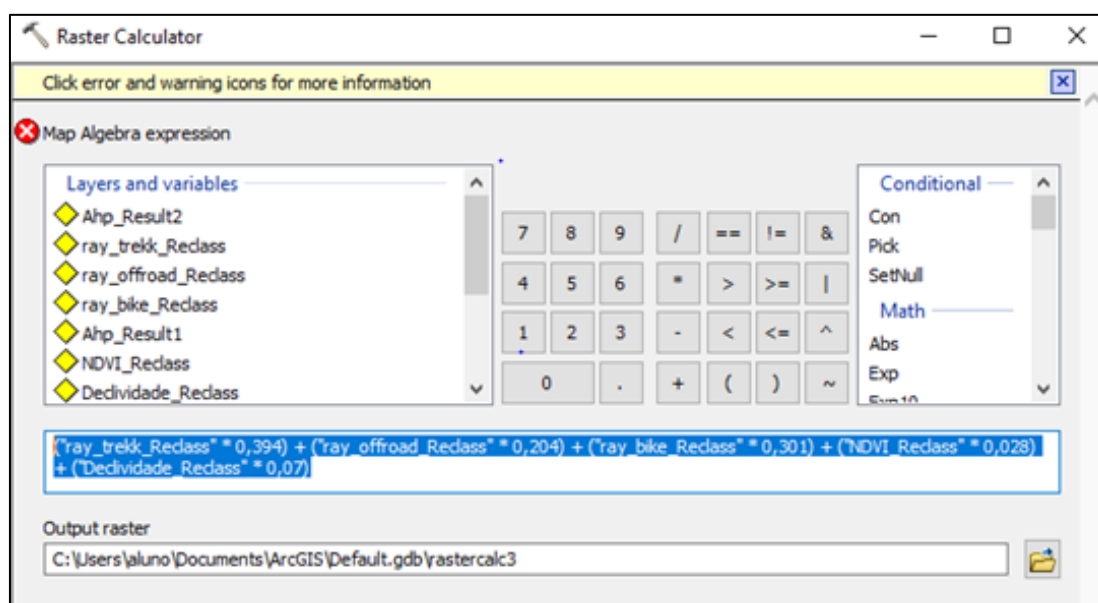 Raster Calculator
Click error and warning icons for more information
Map Algebra expression
Layers and variables
Ahp_Result2
ray_trekk_Reclass
ray_offroad_Reclass
ray_bike_Reclass
Ahp_Result1
NDVI_Reclass
Declividade_Reclass
7 8 9 / == != &
4 5 6 * > >= |
1 2 3 - < <= ^
0 . + ( ) ~
Conditional
Con
Pick
SetNull
Math
Abs
Exp
Exp10
("ray_trekk_Reclass" * 0,394) + ("ray_offroad_Reclass" * 0,204) + ("ray_bike_Reclass" * 0,301) + ("NDVI_Reclass" * 0,028)
+ ("Declividade_Reclass" * 0,07)
Output raster
C:\Users\aluno\Documents\ArcGIS\Default.gdb\rastercalc3